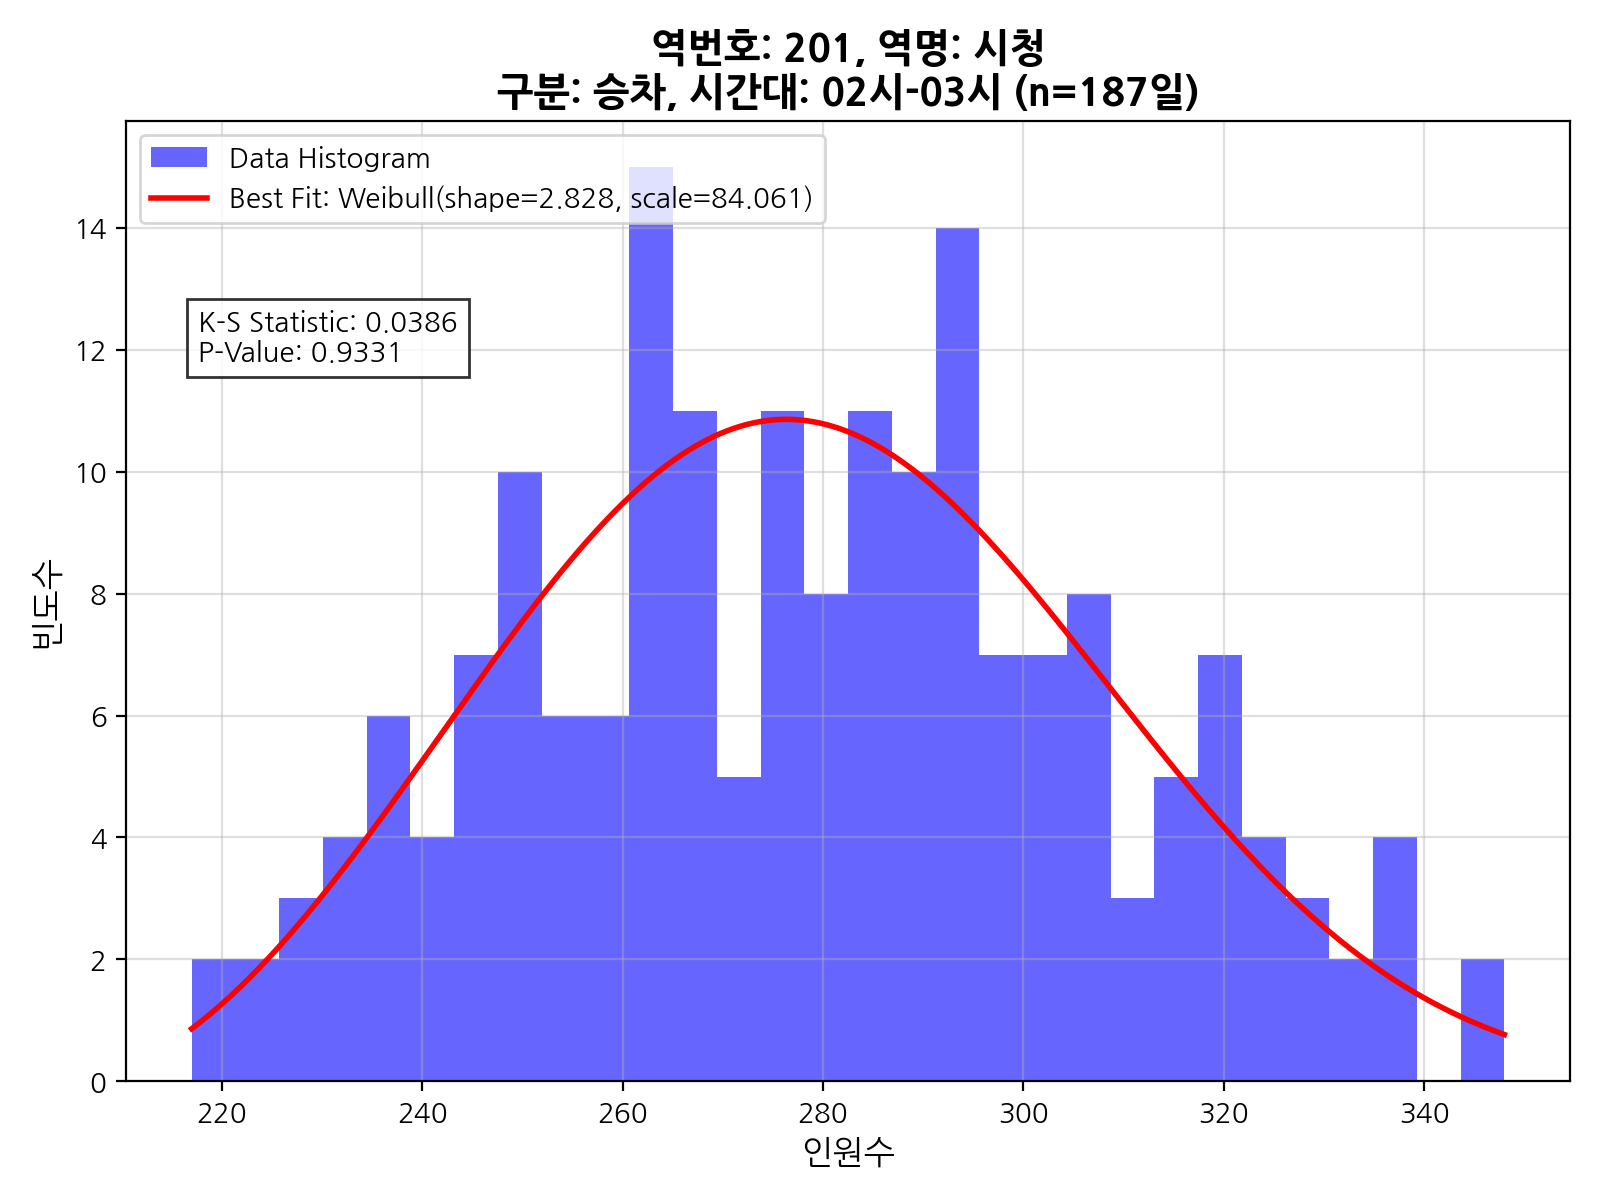 역번호: 201, 역명: 시청
구분: 승차, 시간대: 02시-03시 (n=187일)
Data Histogram
Best Fit: Weibull(shape=2.828, scale=84.061)
K-S Statistic: 0.0386
P-Value: 0.9331
빈도수
14
12
10
8
6
4
2
0
220 240 260 280 300 320 340
인원수